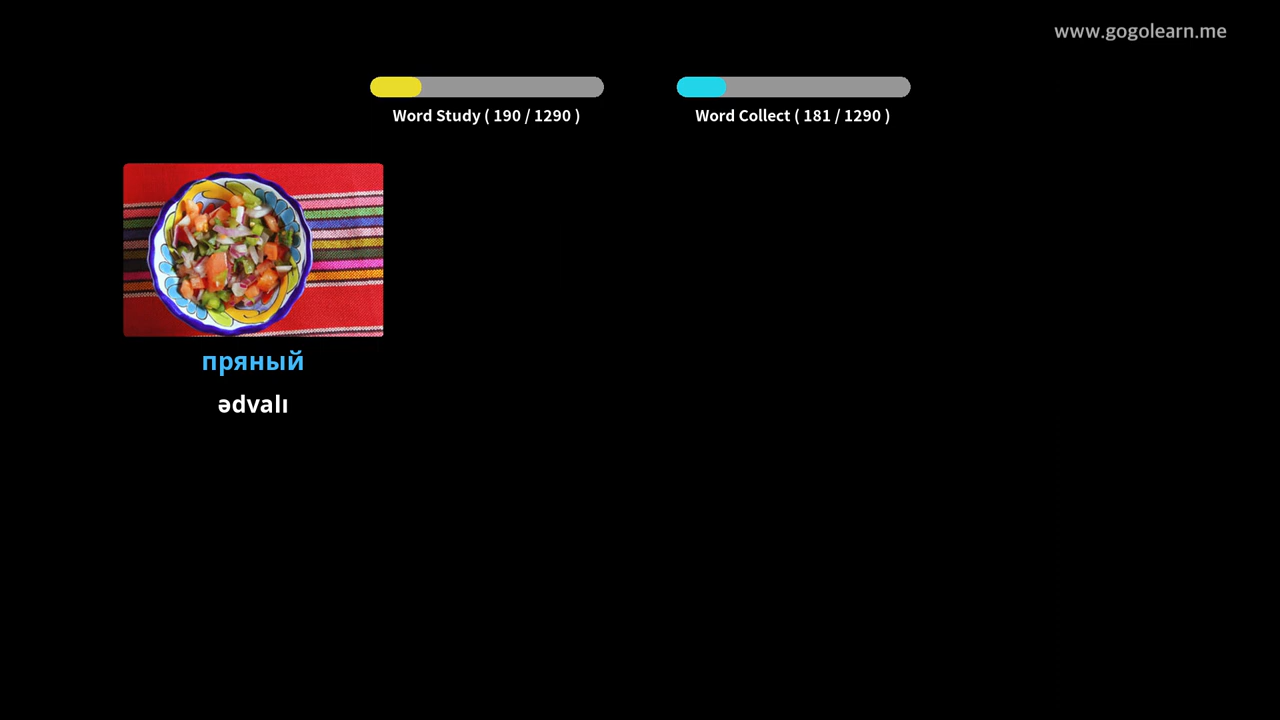 www.gogolearn.me
Word Study ( 190 / 1290 )
Word Collect ( 181 / 1290 )
пряный
ədvalı